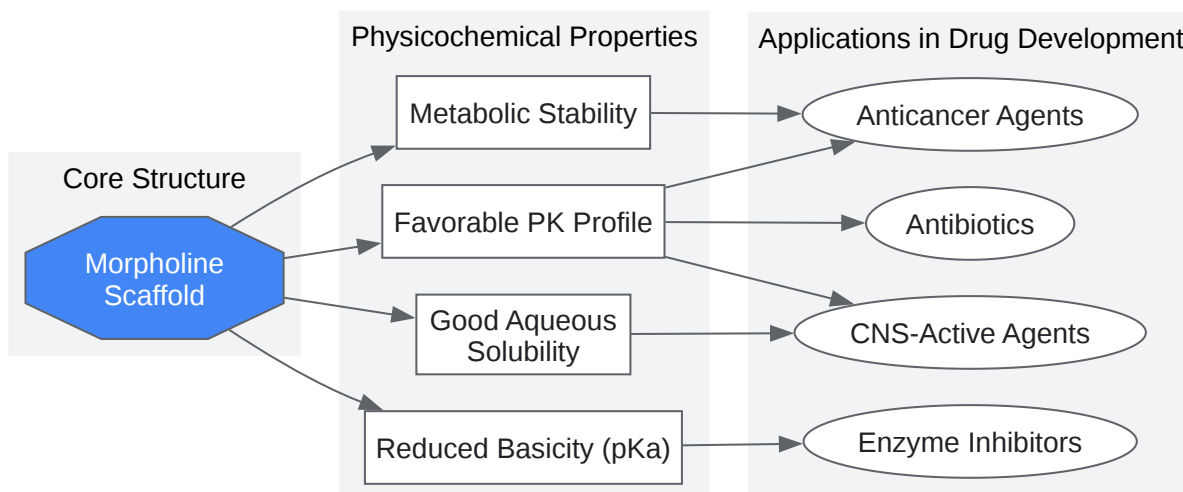 Core Structure
Morpholine
Scaffold
Physicochemical Properties
Metabolic Stability
Favorable PK Profile
Good Aqueous
Solubility
Reduced Basicity (pKa)
Applications in Drug Development
Anticancer Agents
Antibiotics
CNS-Active Agents
Enzyme Inhibitors